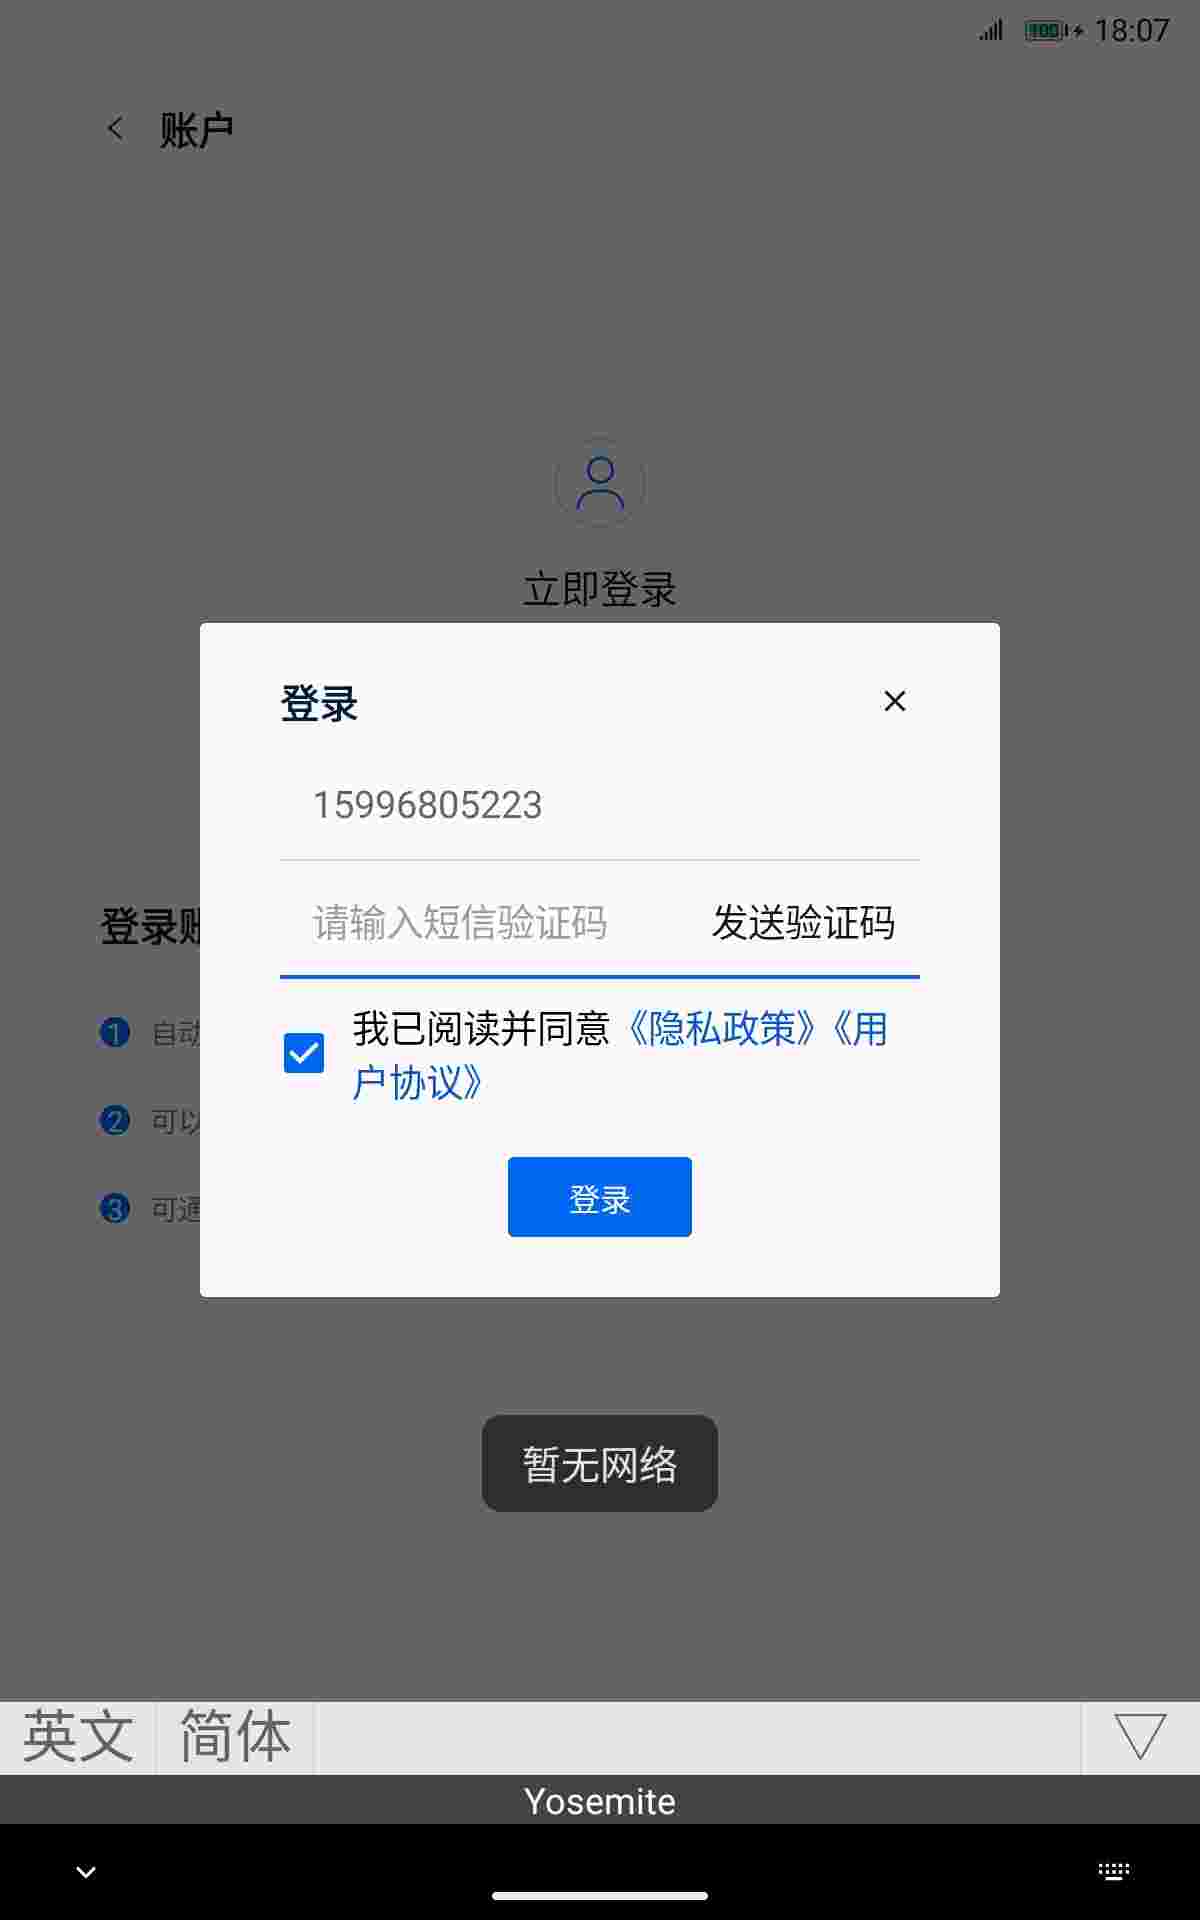 100 18:07
账户
立即登录
登录
15996805223
请输入短信验证码 发送验证码
登录账
我已阅读并同意《隐私政策》《用
户协议》
1 自动
2 可以
3 可通
登录
暂无网络
英文 简体
Yosemite